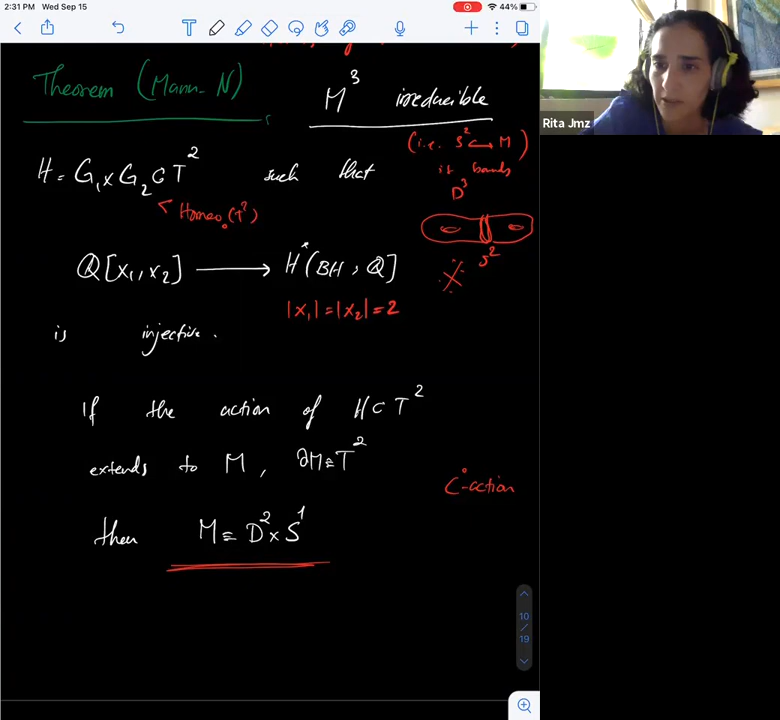 2:31 PM Wed Sep 15
44%
Theorem (Mann-N)
M³ irreducible
(i.e. S² ↪ M)
it bounds
D³
S²
H = G₁ x G₂ C T² such that
< Homeo₀(T²)
Q[x₁, x₂] ⟶ H*(BH, Q]
|x₁| = |x₂| = 2
is injective.
If the action of H C T²
extends to M, ∂M ≅ T²
C⁰-action
then M ≅ D² x S¹
10
/
19
Rita Jmz